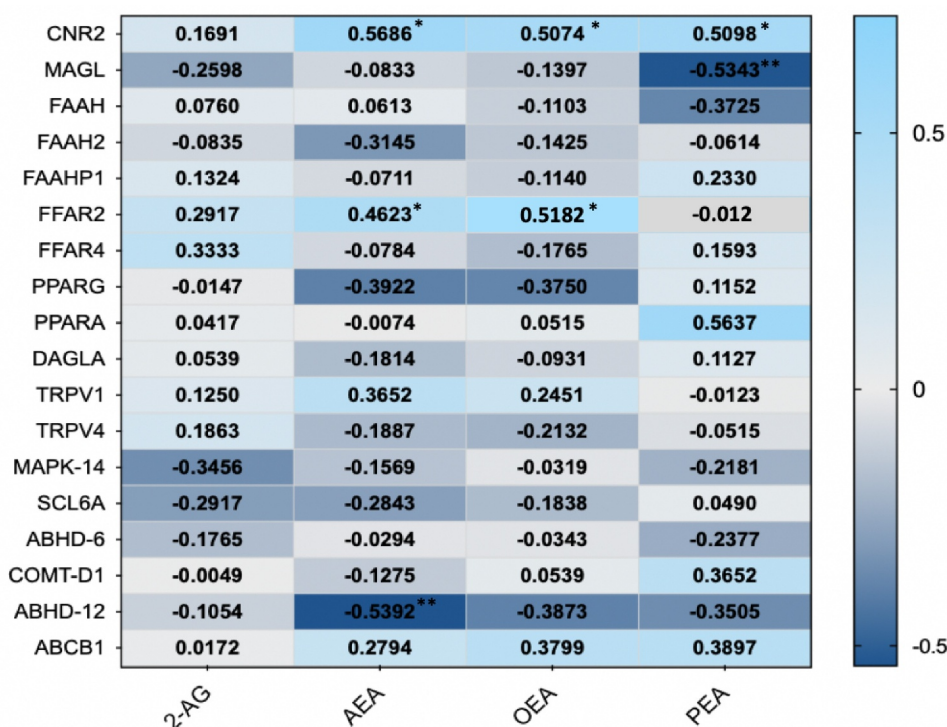 CNR2 0.1691 0.5686* 0.5074* 0.5098*
MAGL -0.2598 -0.0833 -0.1397 -0.5343**
FAAH 0.0760 0.0613 -0.1103 -0.3725
FAAH2 -0.0835 -0.3145 -0.1425 -0.0614
FAAHP1 0.1324 -0.0711 -0.1140 0.2330
FFAR2 0.2917 0.4623* 0.5182* -0.012
FFAR4 0.3333 -0.0784 -0.1765 0.1593
PPARG -0.0147 -0.3922 -0.3750 0.1152
PPARA 0.0417 -0.0074 0.0515 0.5637
DAGLA 0.0539 -0.1814 -0.0931 0.1127
TRPV1 0.1250 0.3652 0.2451 -0.0123
TRPV4 0.1863 -0.1887 -0.2132 -0.0515
MAPK-14 -0.3456 -0.1569 -0.0319 -0.2181
SCL6A -0.2917 -0.2843 -0.1838 0.0490
ABHD-6 -0.1765 -0.0294 -0.0343 -0.2377
COMT-D1 -0.0049 -0.1275 0.0539 0.3652
ABHD-12 -0.1054 -0.5392** -0.3873 -0.3505
ABCB1 0.0172 0.2794 0.3799 0.3897
2-AG AEA OEA PEA
0.5
0
-0.5